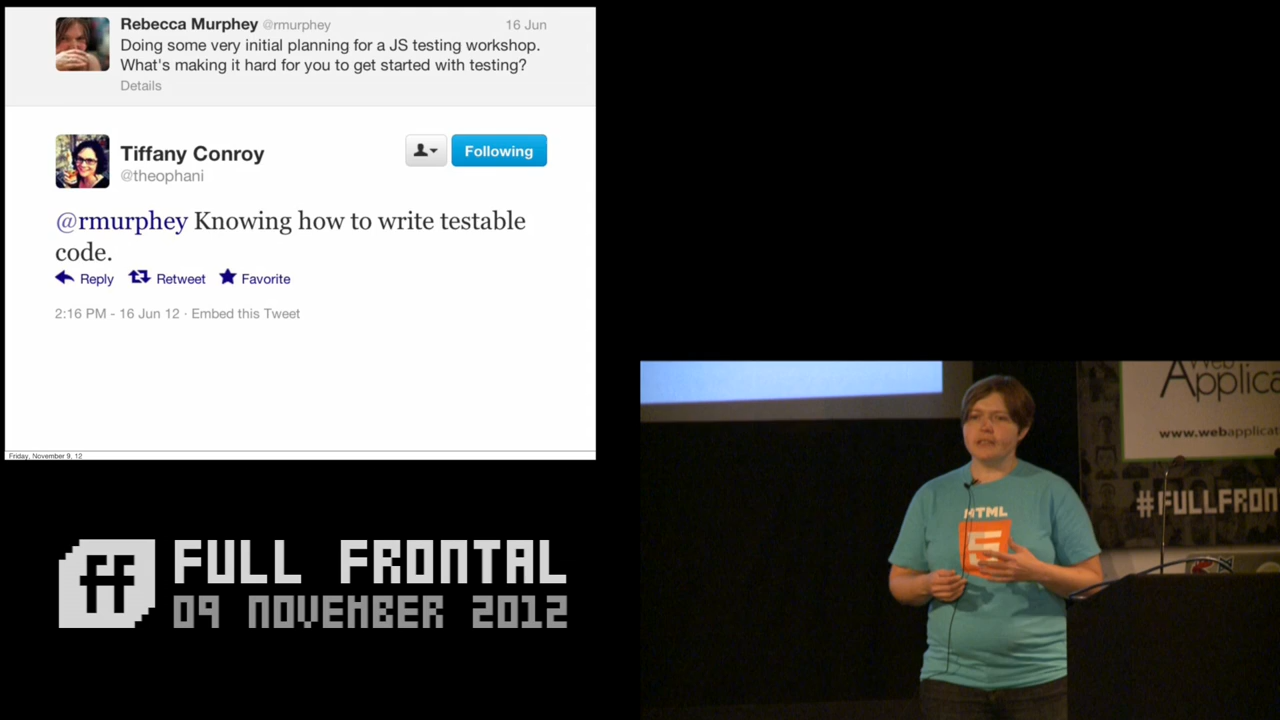 Rebecca Murphey @rmurphey 16 Jun
Doing some very initial planning for a JS testing workshop.
What's making it hard for you to get started with testing?
Details
Tiffany Conroy
@theophani
Following
@rmurphey Knowing how to write testable
code.
Reply Retweet Favorite
2:16 PM - 16 Jun 12 · Embed this Tweet
Friday, November 9, 12
ff
FULL FRONTAL
09 NOVEMBER 2012
Web
Applica
www.webapplicat
#FULLFRON
HTML
5